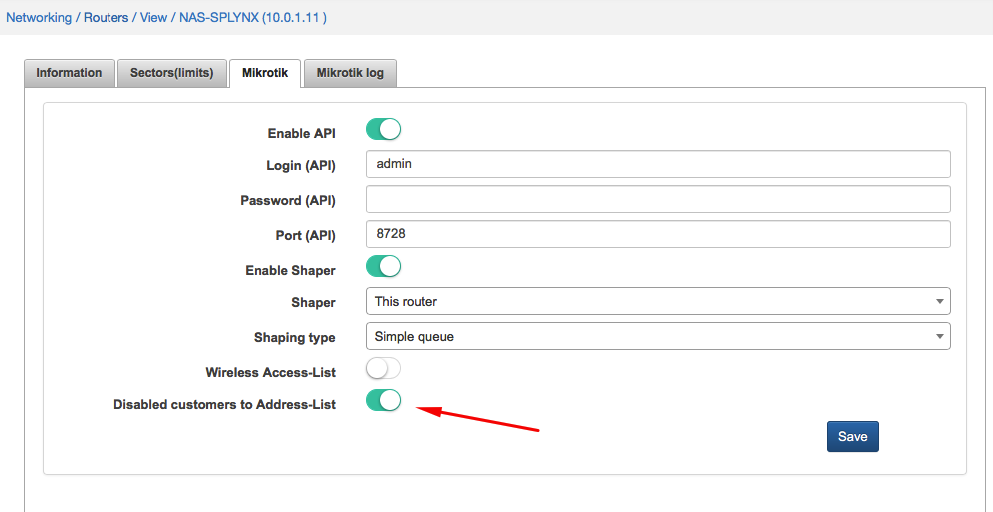 Networking / Routers / View / NAS-SPLYNX (10.0.1.11 )
Information Sectors(limits) Mikrotik Mikrotik log
Enable API
Login (API) admin
Password (API)
Port (API) 8728
Enable Shaper
Shaper This router
Shaping type Simple queue
Wireless Access-List
Disabled customers to Address-List
Save